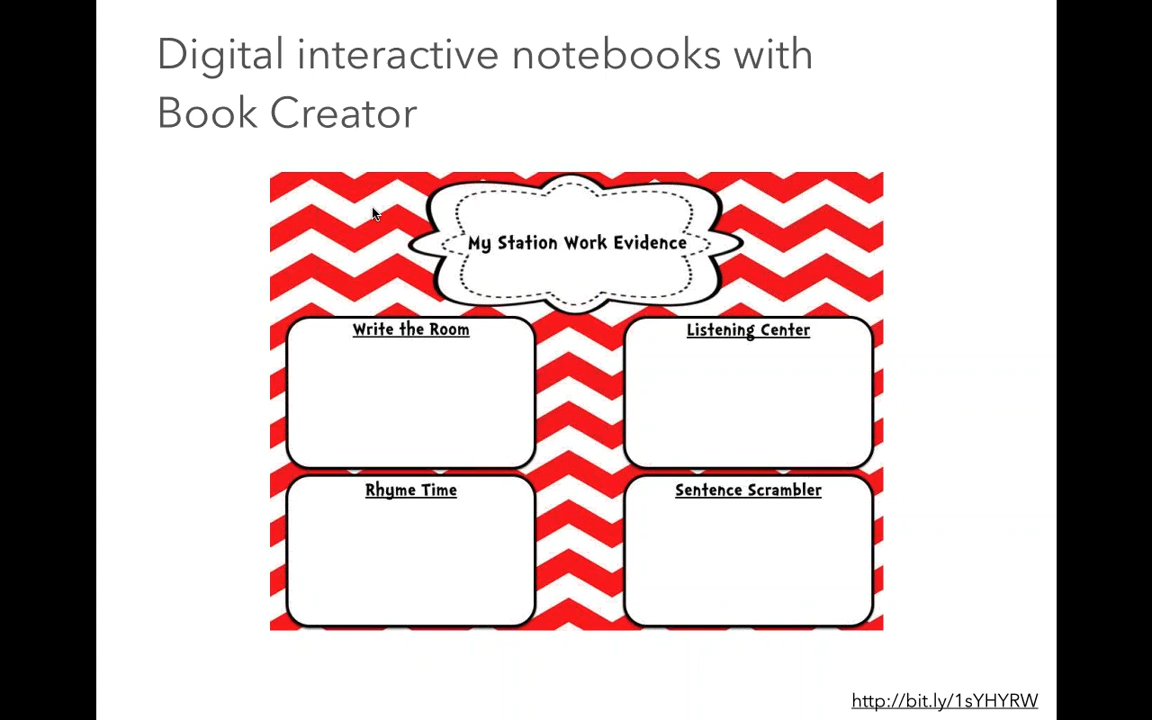 Digital interactive notebooks with
Book Creator
My Station Work Evidence
Write the Room
Listening Center
Rhyme Time
Sentence Scrambler
http://bit.ly/1sYHYRW